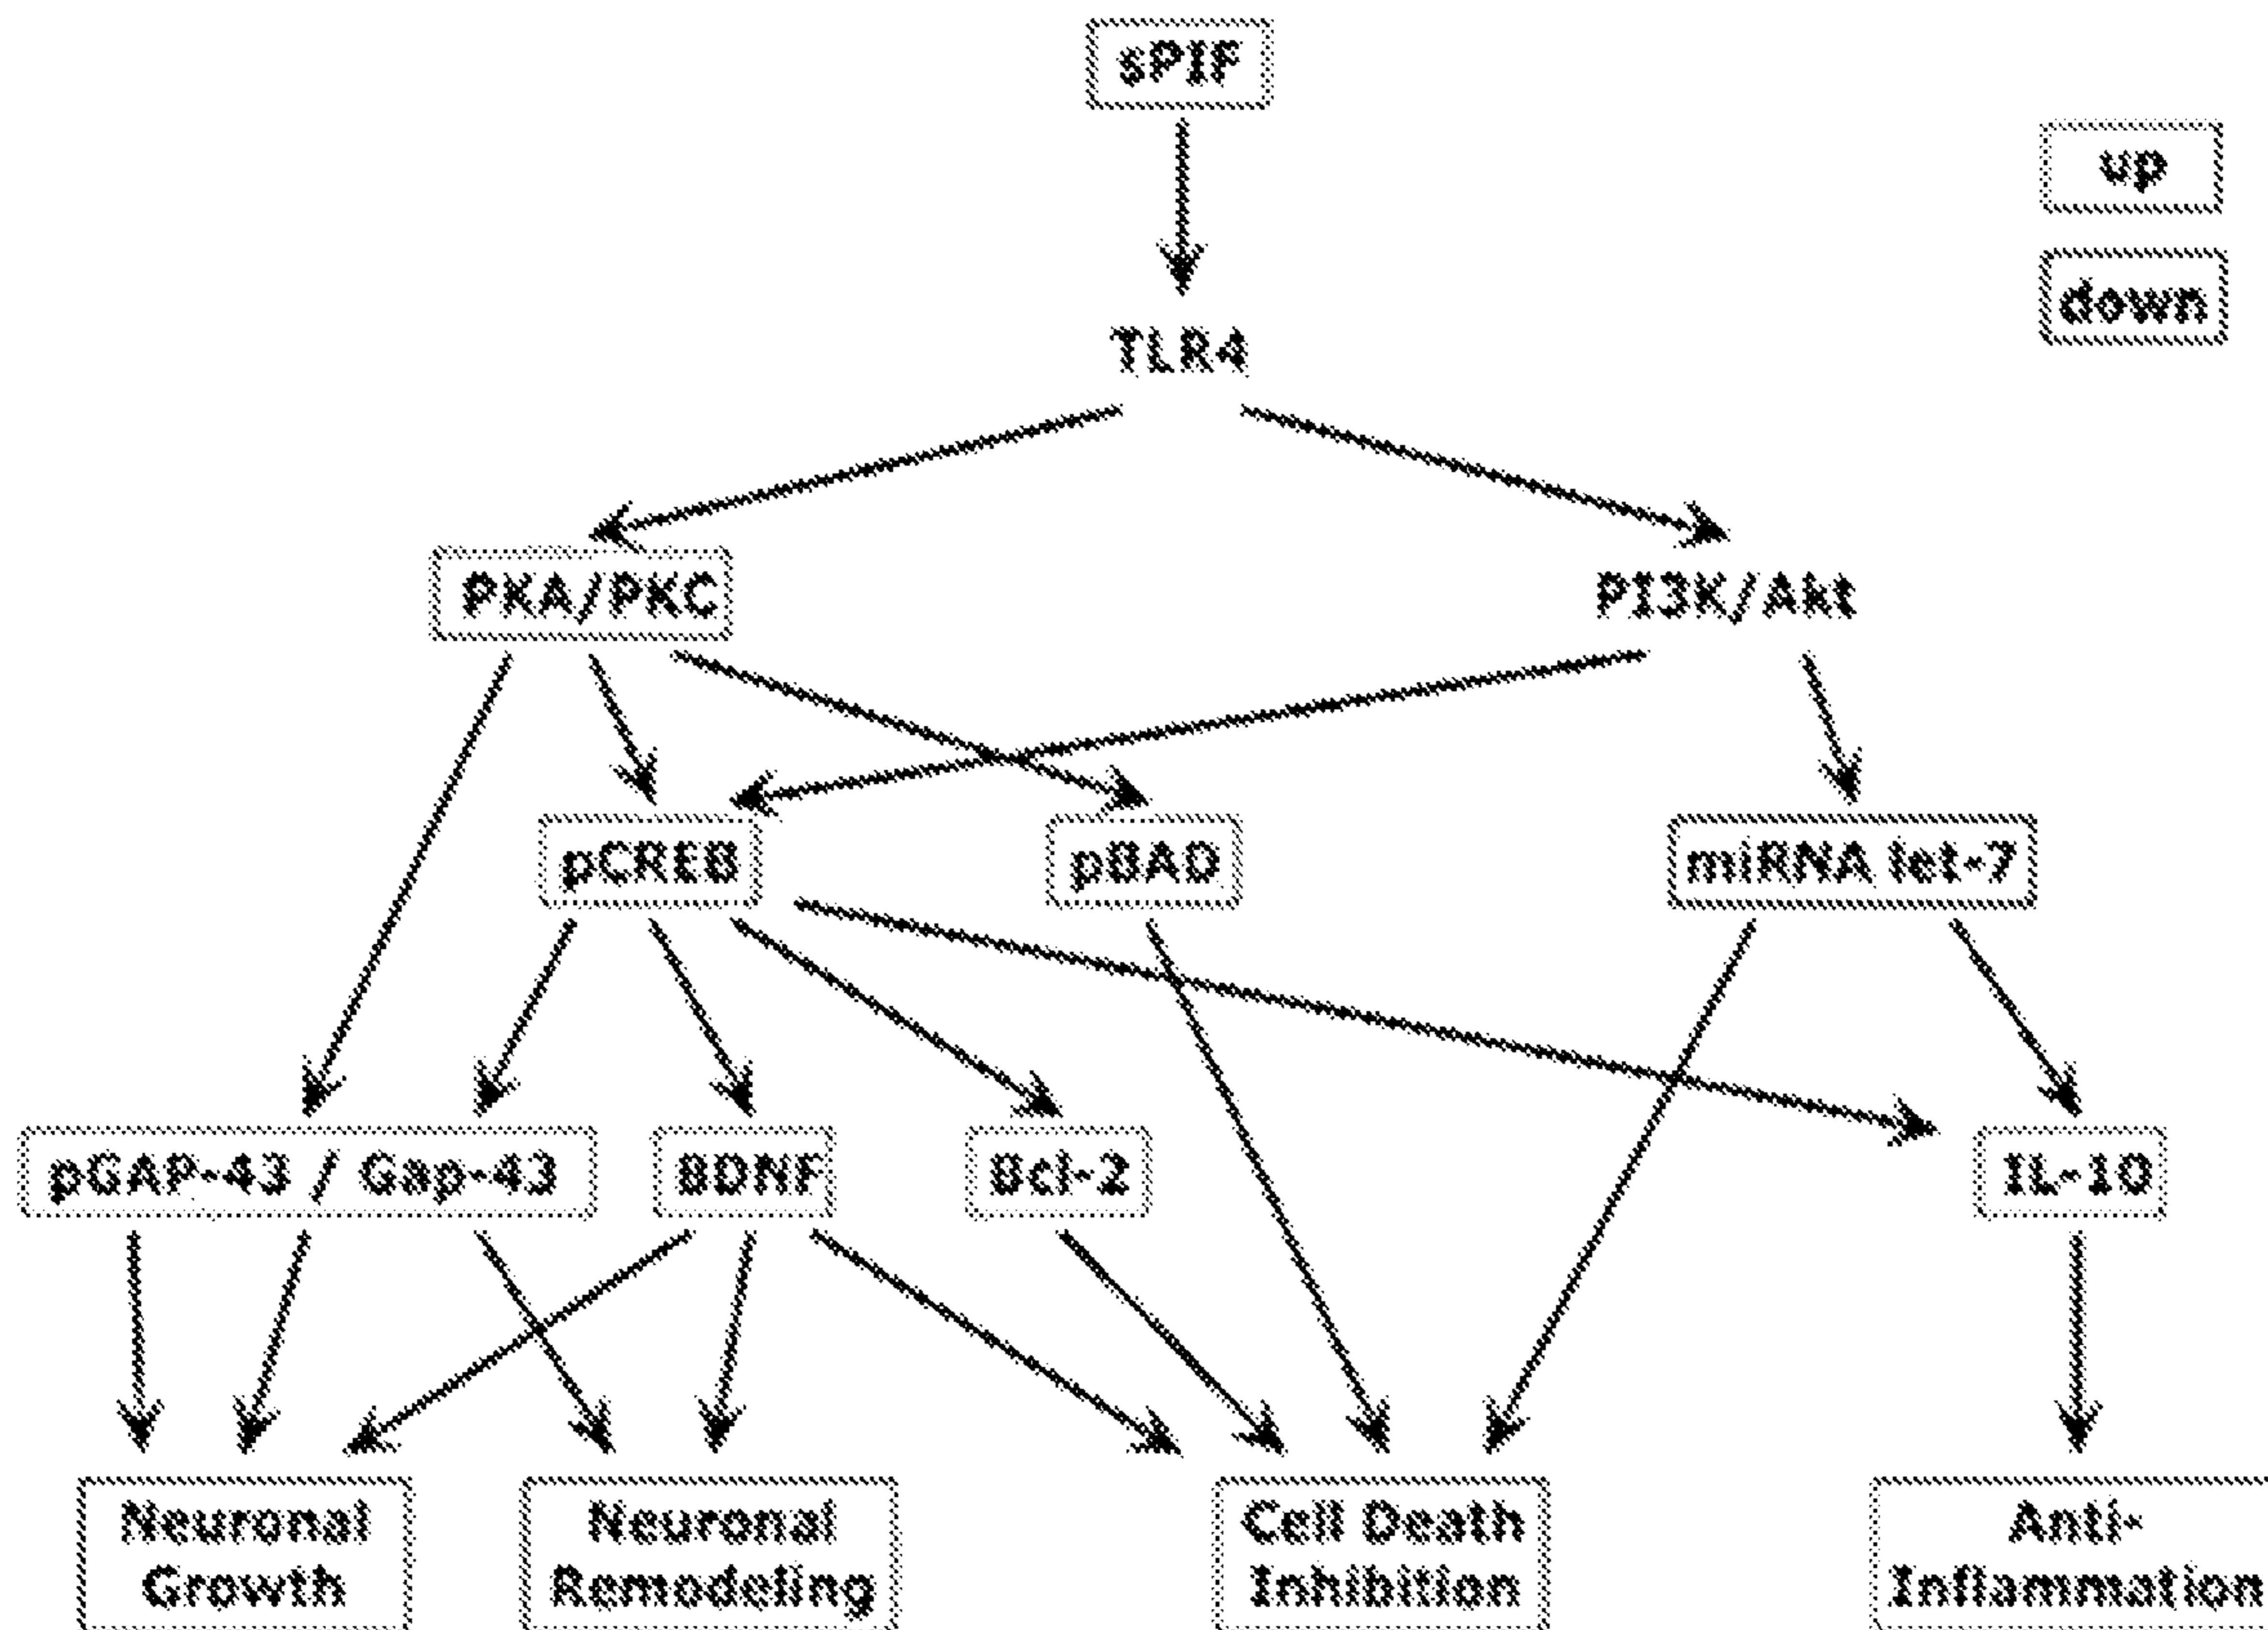 sPIF
up
down
TLR4
PKA/PKC
PI3K/Akt
pCREB
pBAD
miRNA let-7
pGAP-43 / Gap-43
BDNF
Bcl-2
IL-10
Neuronal
Growth
Neuronal
Remodeling
Cell Death
Inhibition
Anti-
Inflammation